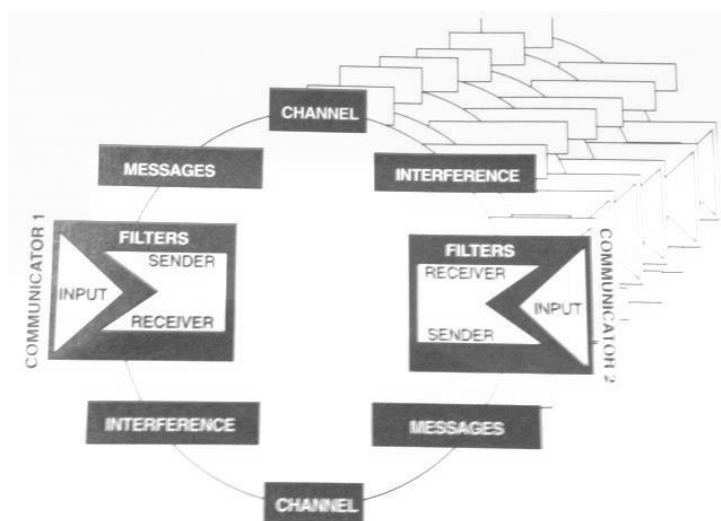 CHANNEL
MESSAGES
INTERFERENCE
COMMUNICATOR 1
FILTERS
SENDER
INPUT
RECEIVER
FILTERS
RECEIVER
INPUT
SENDER
COMMUNICATOR 2
INTERFERENCE
MESSAGES
CHANNEL